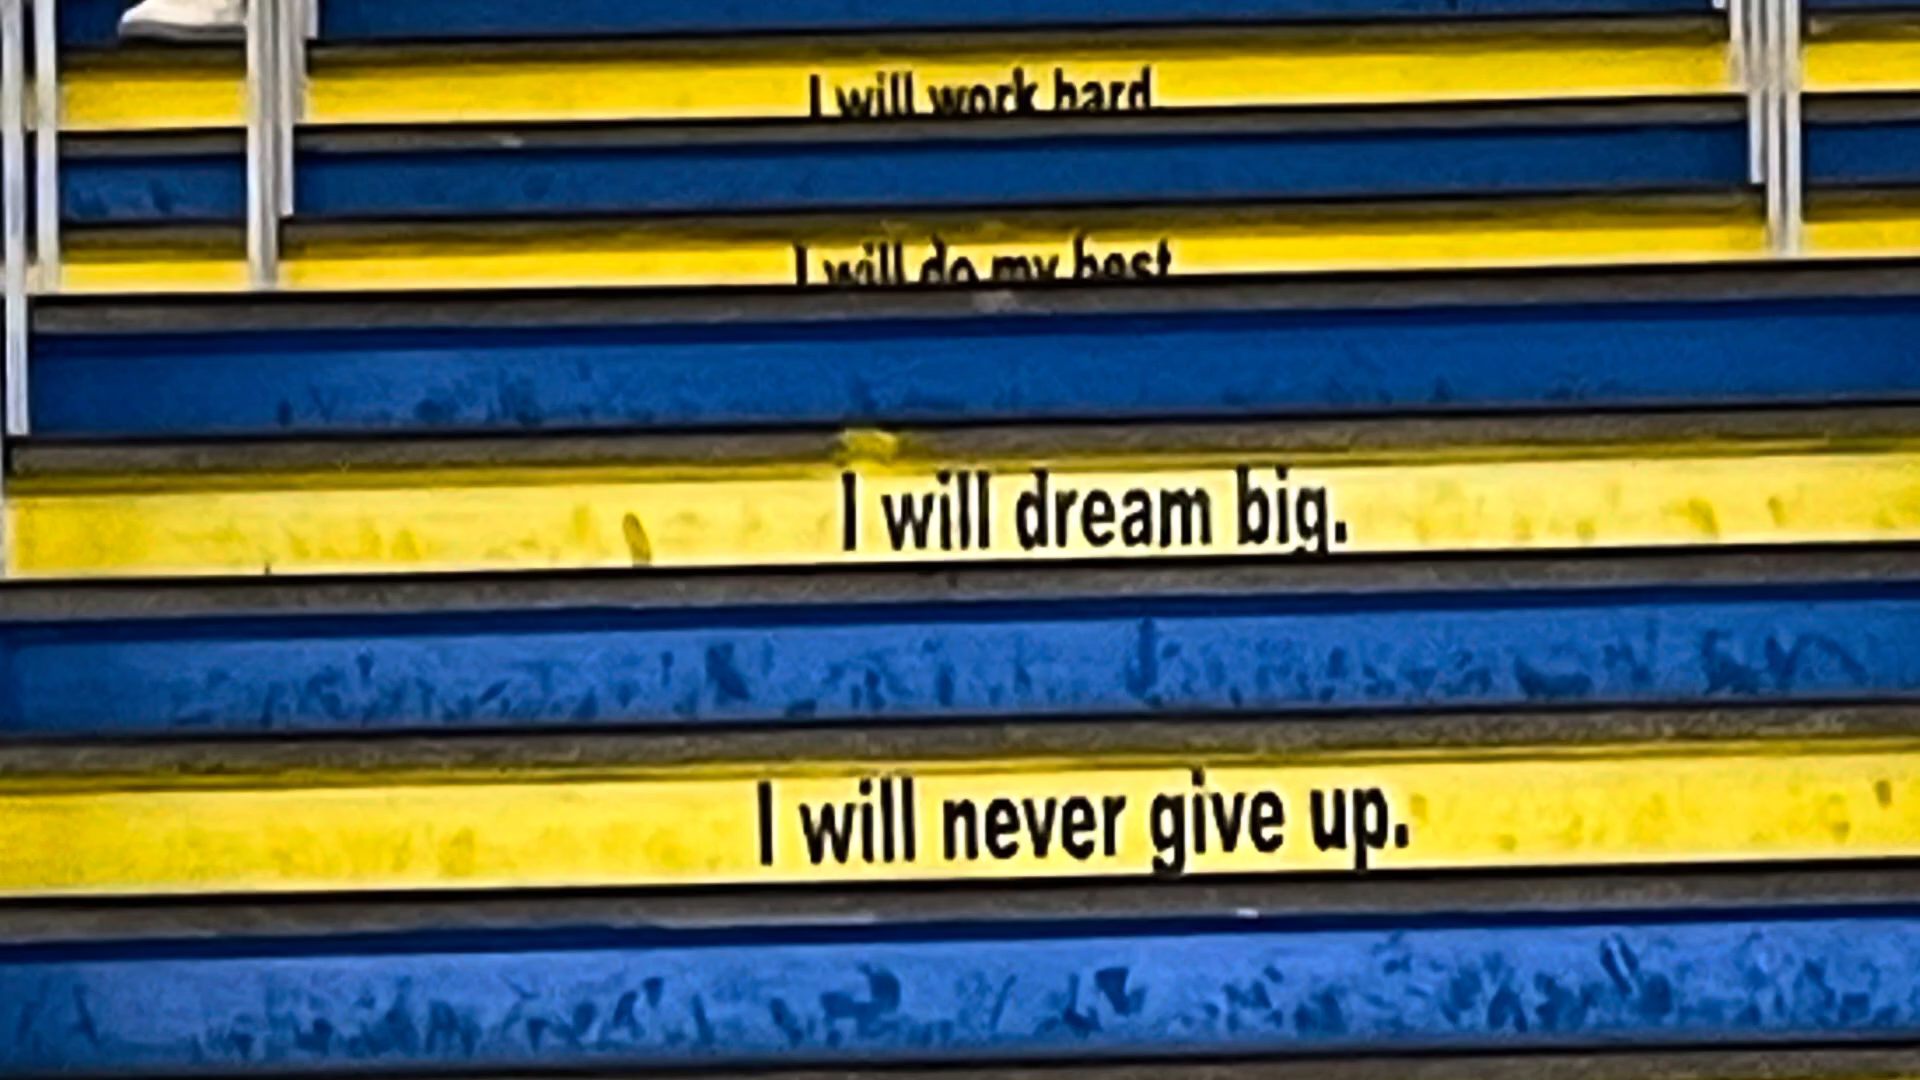 I will work hard
I will do my best
I will dream big.
I will never give up.